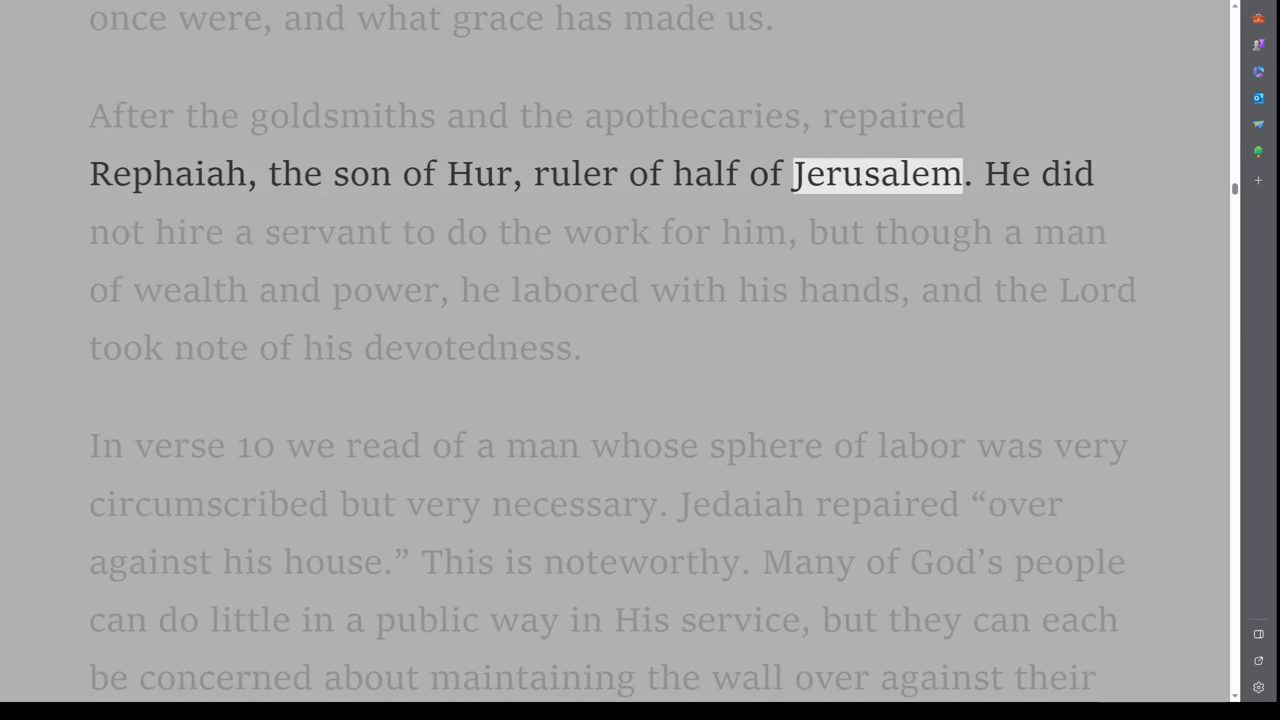 once were, and what grace has made us.
After the goldsmiths and the apothecaries, repaired
Rephaiah, the son of Hur, ruler of half of Jerusalem. He did
not hire a servant to do the work for him, but though a man
of wealth and power, he labored with his hands, and the Lord
took note of his devotedness.
In verse 10 we read of a man whose sphere of labor was very
circumscribed but very necessary. Jedaiah repaired “over
against his house.” This is noteworthy. Many of God’s people
can do little in a public way in His service, but they can each
be concerned about maintaining the wall over against their